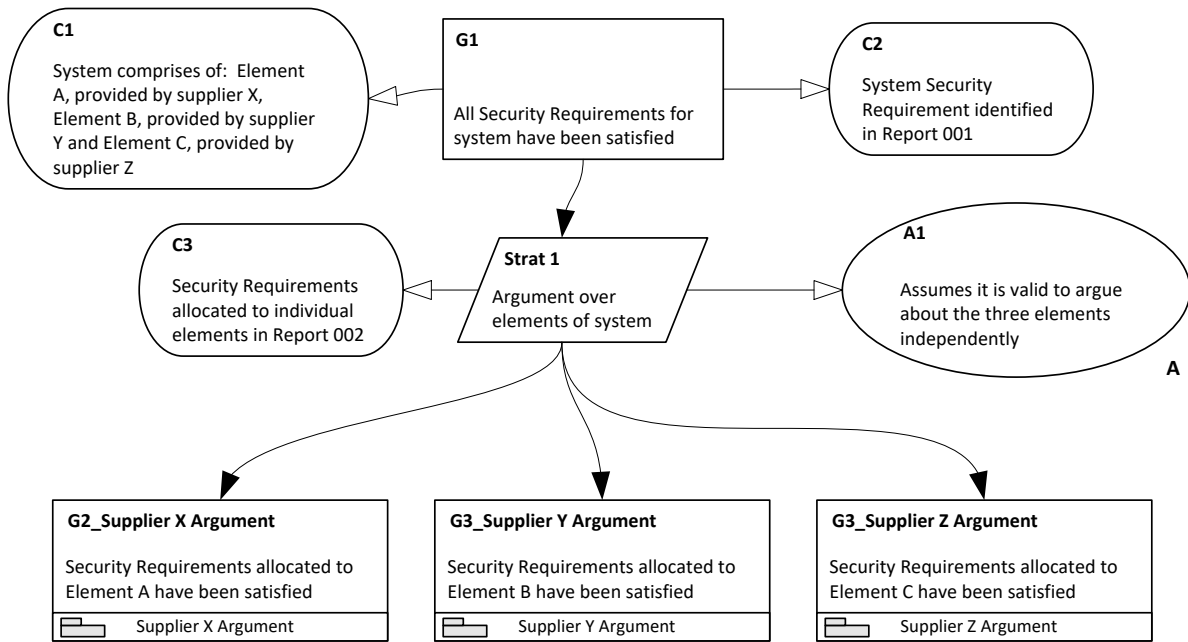 C1
System comprises of: Element
A, provided by supplier X,
Element B, provided by supplier
Y and Element C, provided by
supplier Z
G1
All Security Requirements for
system have been satisfied
C2
System Security
Requirement identified
in Report 001
C3
Security Requirements
allocated to individual
elements in Report 002
Strat 1
Argument over
elements of system
A1
Assumes it is valid to argue
about the three elements
independently
A
G2_Supplier X Argument
Security Requirements allocated to
Element A have been satisfied
Supplier X Argument
G3_Supplier Y Argument
Security Requirements allocated to
Element B have been satisfied
Supplier Y Argument
G3_Supplier Z Argument
Security Requirements allocated to
Element C have been satisfied
Supplier Z Argument